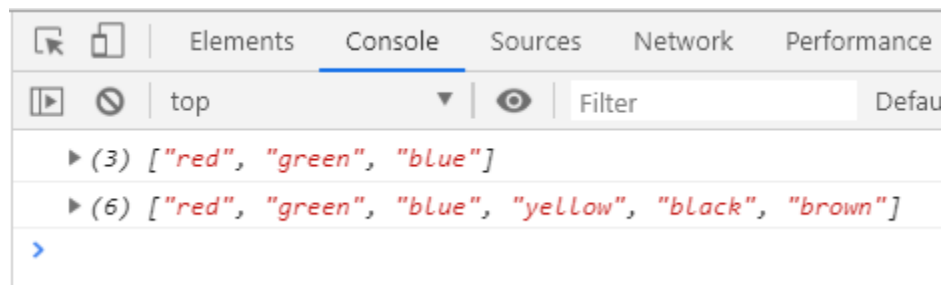 Elements Console Sources Network Performance
top Filter Defau
(3) ["red", "green", "blue"]
(6) ["red", "green", "blue", "yellow", "black", "brown"]